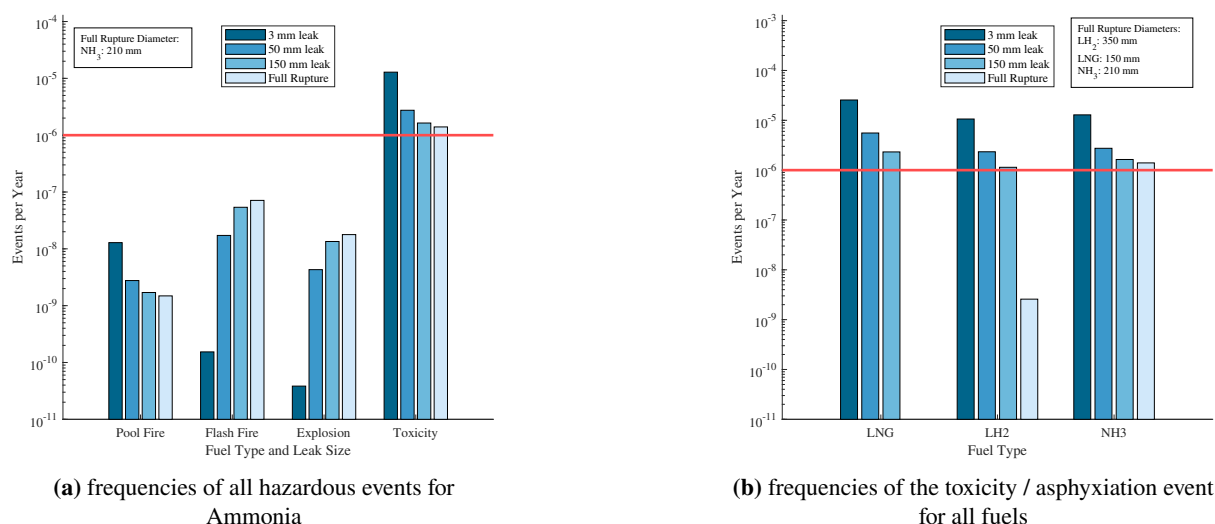 Full Rupture Diameter:
NH3: 210 mm
3 mm leak
50 mm leak
150 mm leak
Full Rupture
10-4
10-5
10-6
10-7
10-8
10-9
10-10
10-11
Events per Year
Pool Fire
Flash Fire
Explosion
Toxicity
Fuel Type and Leak Size
(a) frequencies of all hazardous events for
Ammonia
3 mm leak
50 mm leak
150 mm leak
Full Rupture
Full Rupture Diameters:
LH2: 350 mm
LNG: 150 mm
NH3: 210 mm
10-3
10-4
10-5
10-6
10-7
10-8
10-9
10-10
10-11
Events per Year
LNG
LH2
NH3
Fuel Type
(b) frequencies of the toxicity / asphyxiation event
for all fuels